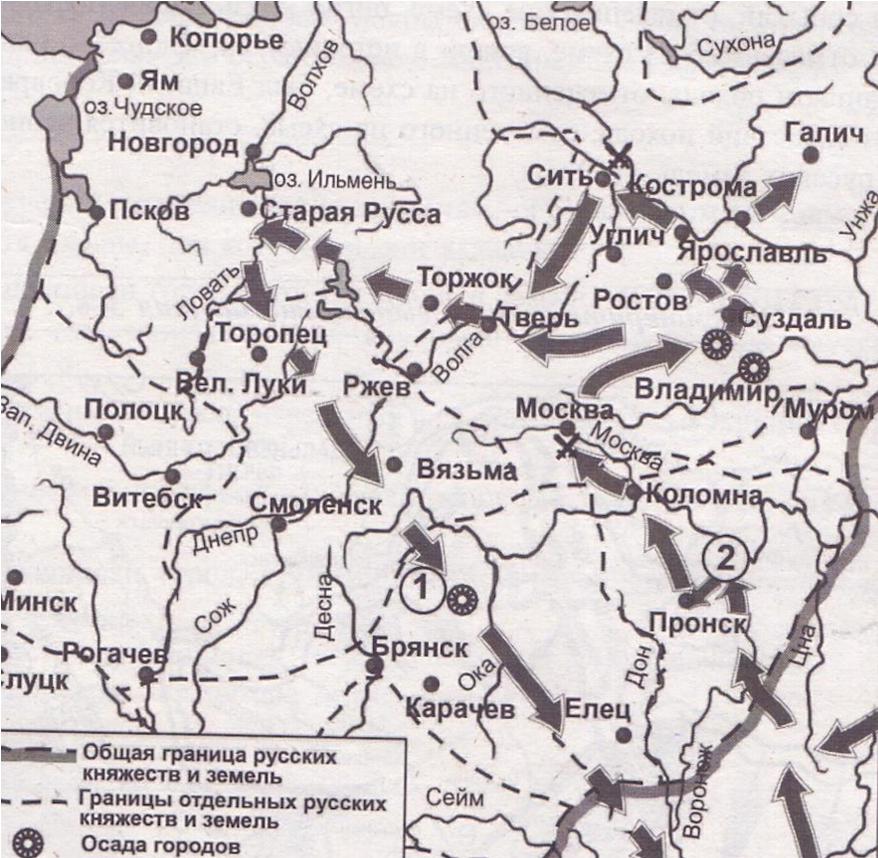 Копорье
оз. Белое
Сухона
Ям
оз.Чудское
Волхов
Новгород
Галич
оз. Ильмень
Сить
Кострома
Псков
Старая Русса
Унжа
Углич
Ярославль
Ловать
Торжок
Ростов
Тверь
Суздаль
Торопец
Волга
Вел. Луки
Ржев
Владимир
Полоцк
Москва
Муром
Зап. Двина
Москва
Вязьма
Витебск
Смоленск
Коломна
Днепр
2
1
Минск
Десна
Сож
Пронск
Цна
Рогачев
Брянск
Дон
Слуцк
Ока
Карачев
Елец
Воронеж
Общая граница русских
княжеств и земель
Границы отдельных русских
княжеств и земель
Сейм
Осада городов